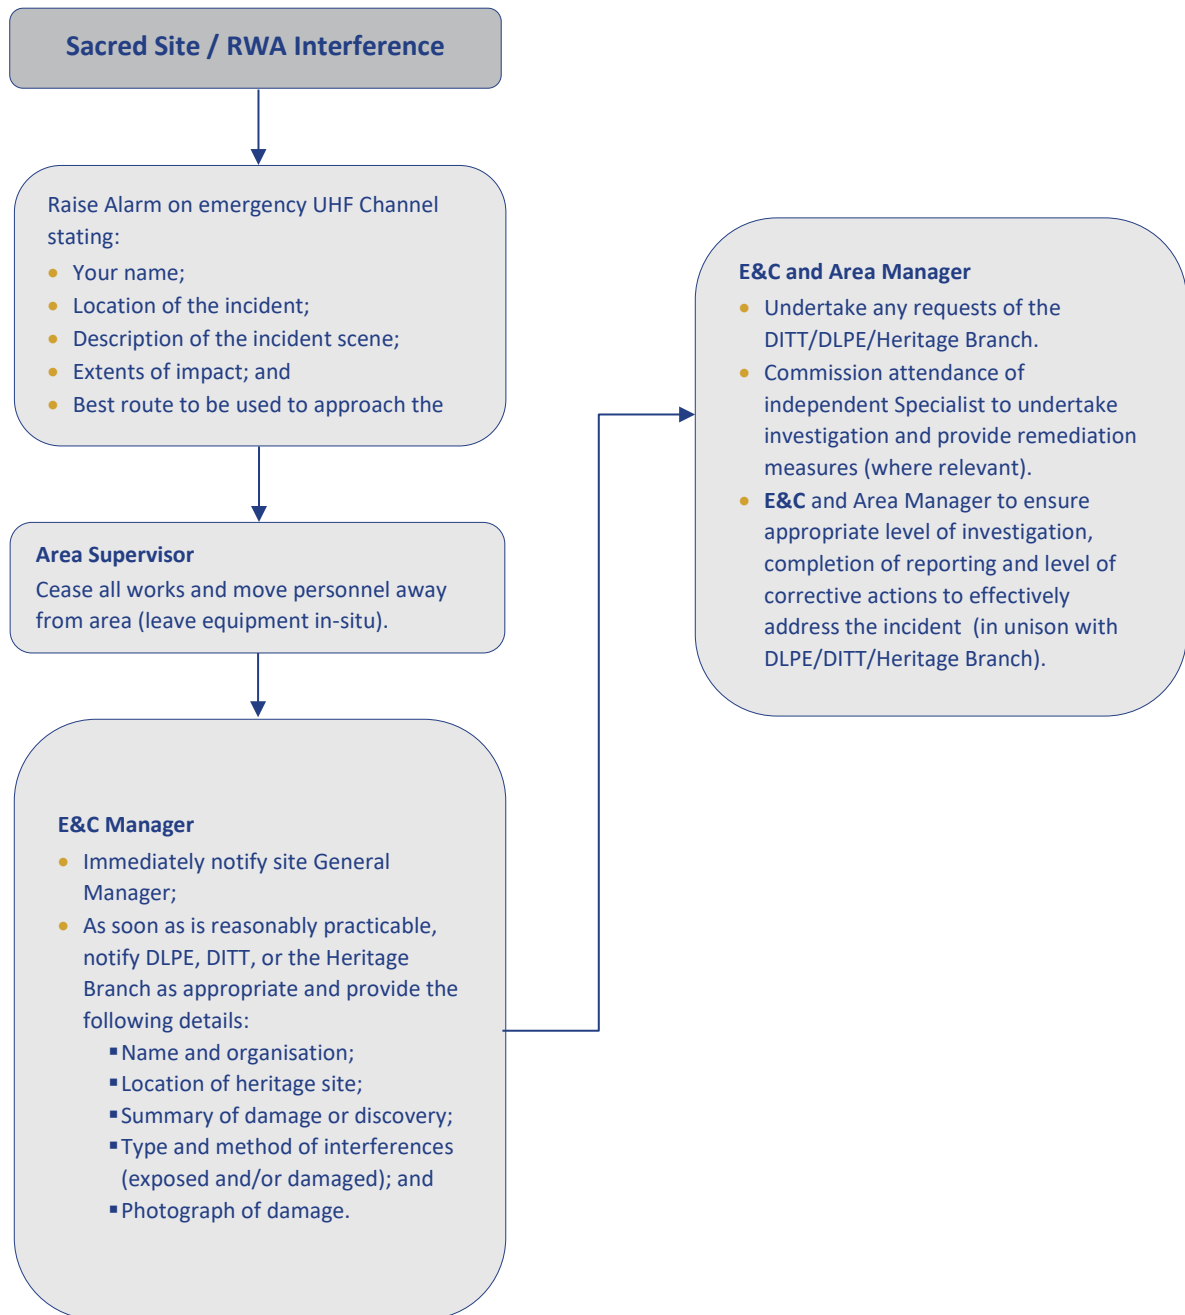 Sacred Site / RWA Interference
Raise Alarm on emergency UHF Channel
stating:
• Your name;
• Location of the incident;
• Description of the incident scene;
• Extents of impact; and
• Best route to be used to approach the
Area Supervisor
Cease all works and move personnel away
from area (leave equipment in-situ).
E&C Manager
• Immediately notify site General
Manager;
• As soon as is reasonably practicable,
notify DLPE, DITT, or the Heritage
Branch as appropriate and provide the
following details:
▪ Name and organisation;
▪ Location of heritage site;
▪ Summary of damage or discovery;
▪ Type and method of interferences
(exposed and/or damaged); and
▪ Photograph of damage.
E&C and Area Manager
• Undertake any requests of the
DITT/DLPE/Heritage Branch.
• Commission attendance of
independent Specialist to undertake
investigation and provide remediation
measures (where relevant).
• E&C and Area Manager to ensure
appropriate level of investigation,
completion of reporting and level of
corrective actions to effectively
address the incident  (in unison with
DLPE/DITT/Heritage Branch).